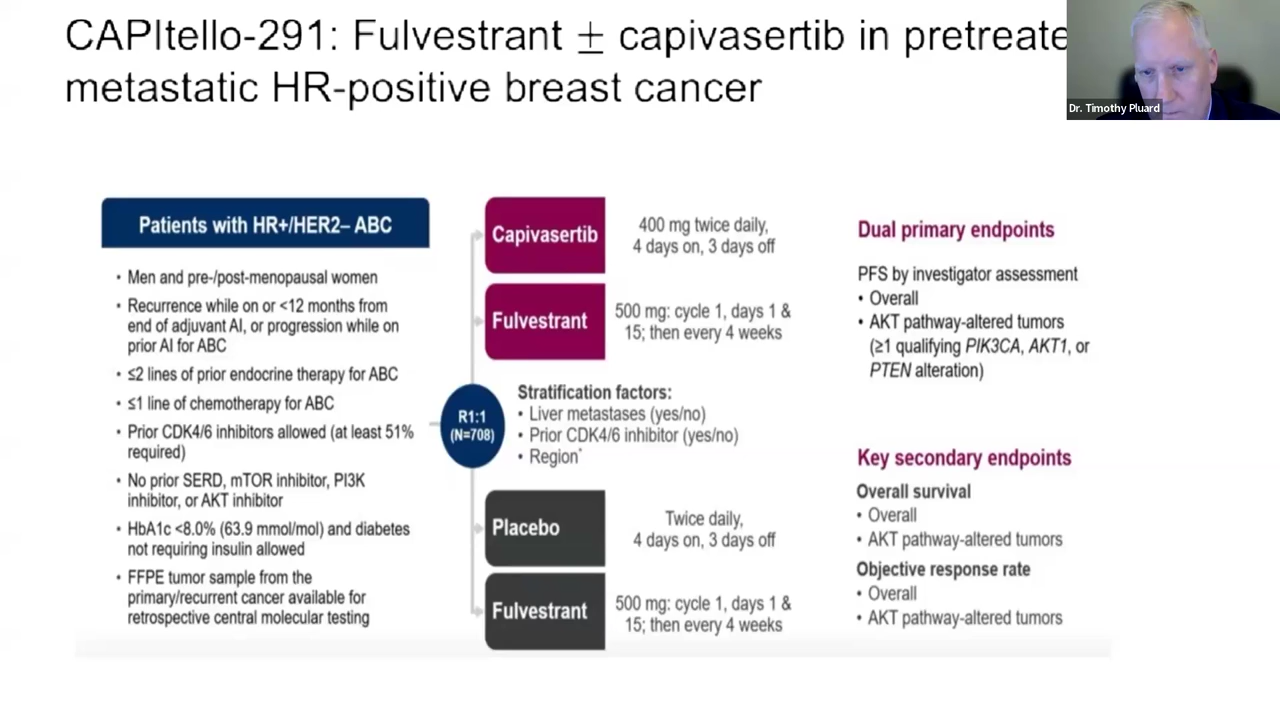 CAPItello-291: Fulvestrant ± capivasertib in pretreate
metastatic HR-positive breast cancer
Dr. Timothy Pluard
Patients with HR+/HER2– ABC
• Men and pre-/post-menopausal women
• Recurrence while on or <12 months from
end of adjuvant AI, or progression while on
prior AI for ABC
• ≤2 lines of prior endocrine therapy for ABC
• ≤1 line of chemotherapy for ABC
• Prior CDK4/6 inhibitors allowed (at least 51%
required)
• No prior SERD, mTOR inhibitor, PI3K
inhibitor, or AKT inhibitor
• HbA1c <8.0% (63.9 mmol/mol) and diabetes
not requiring insulin allowed
• FFPE tumor sample from the
primary/recurrent cancer available for
retrospective central molecular testing
R1:1
(N=708)
Capivasertib
400 mg twice daily,
4 days on, 3 days off
Fulvestrant
500 mg: cycle 1, days 1 &
15; then every 4 weeks
Stratification factors:
• Liver metastases (yes/no)
• Prior CDK4/6 inhibitor (yes/no)
• Region*
Placebo
Twice daily,
4 days on, 3 days off
Fulvestrant
500 mg: cycle 1, days 1 &
15; then every 4 weeks
Dual primary endpoints
PFS by investigator assessment
• Overall
• AKT pathway-altered tumors
(≥1 qualifying PIK3CA, AKT1, or
PTEN alteration)
Key secondary endpoints
Overall survival
• Overall
• AKT pathway-altered tumors
Objective response rate
• Overall
• AKT pathway-altered tumors